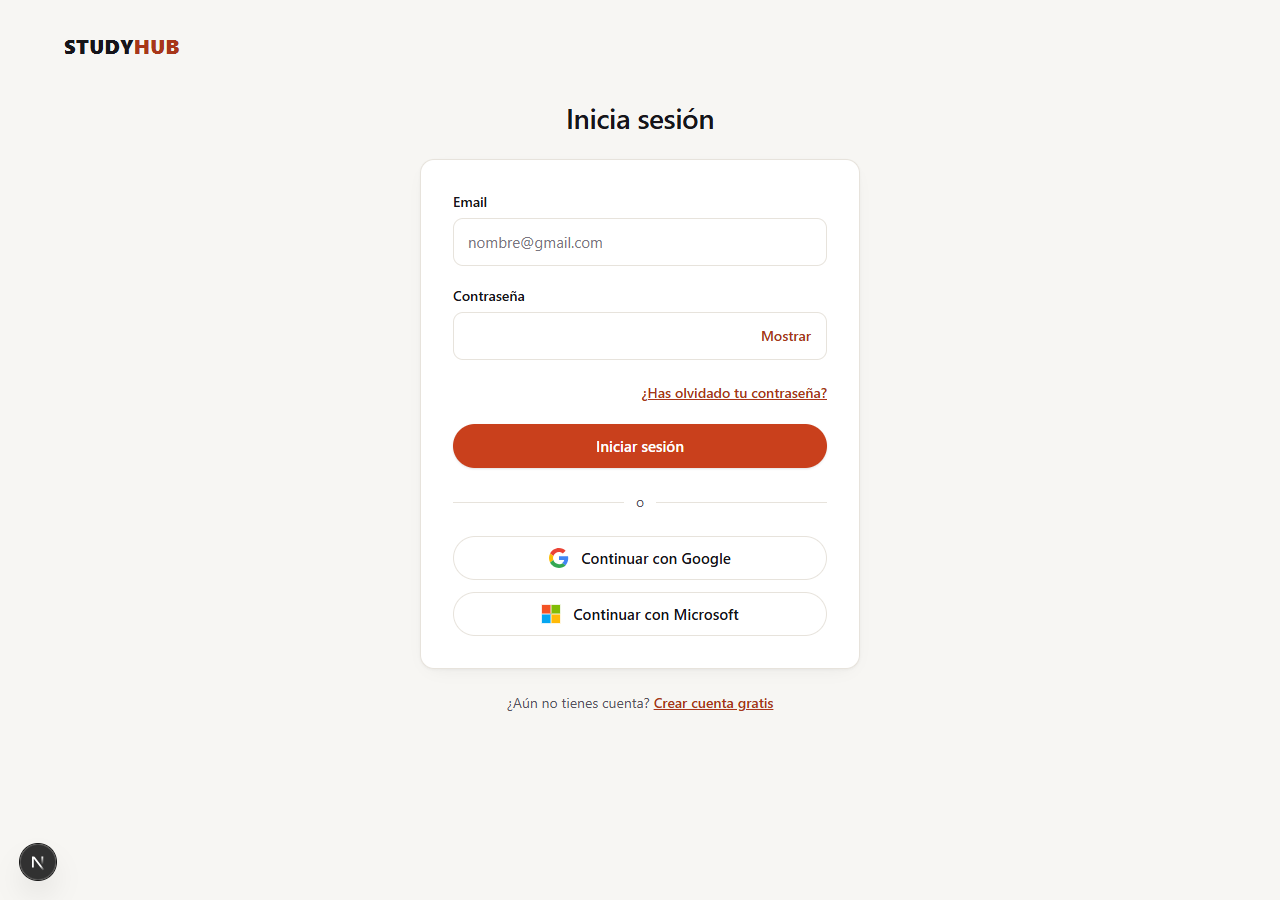 STUDYHUB
Inicia sesión
Email
nombre@gmail.com
Contraseña
Mostrar
¿Has olvidado tu contraseña?
Iniciar sesión
o
Continuar con Google
Continuar con Microsoft
¿Aún no tienes cuenta? Crear cuenta gratis
N